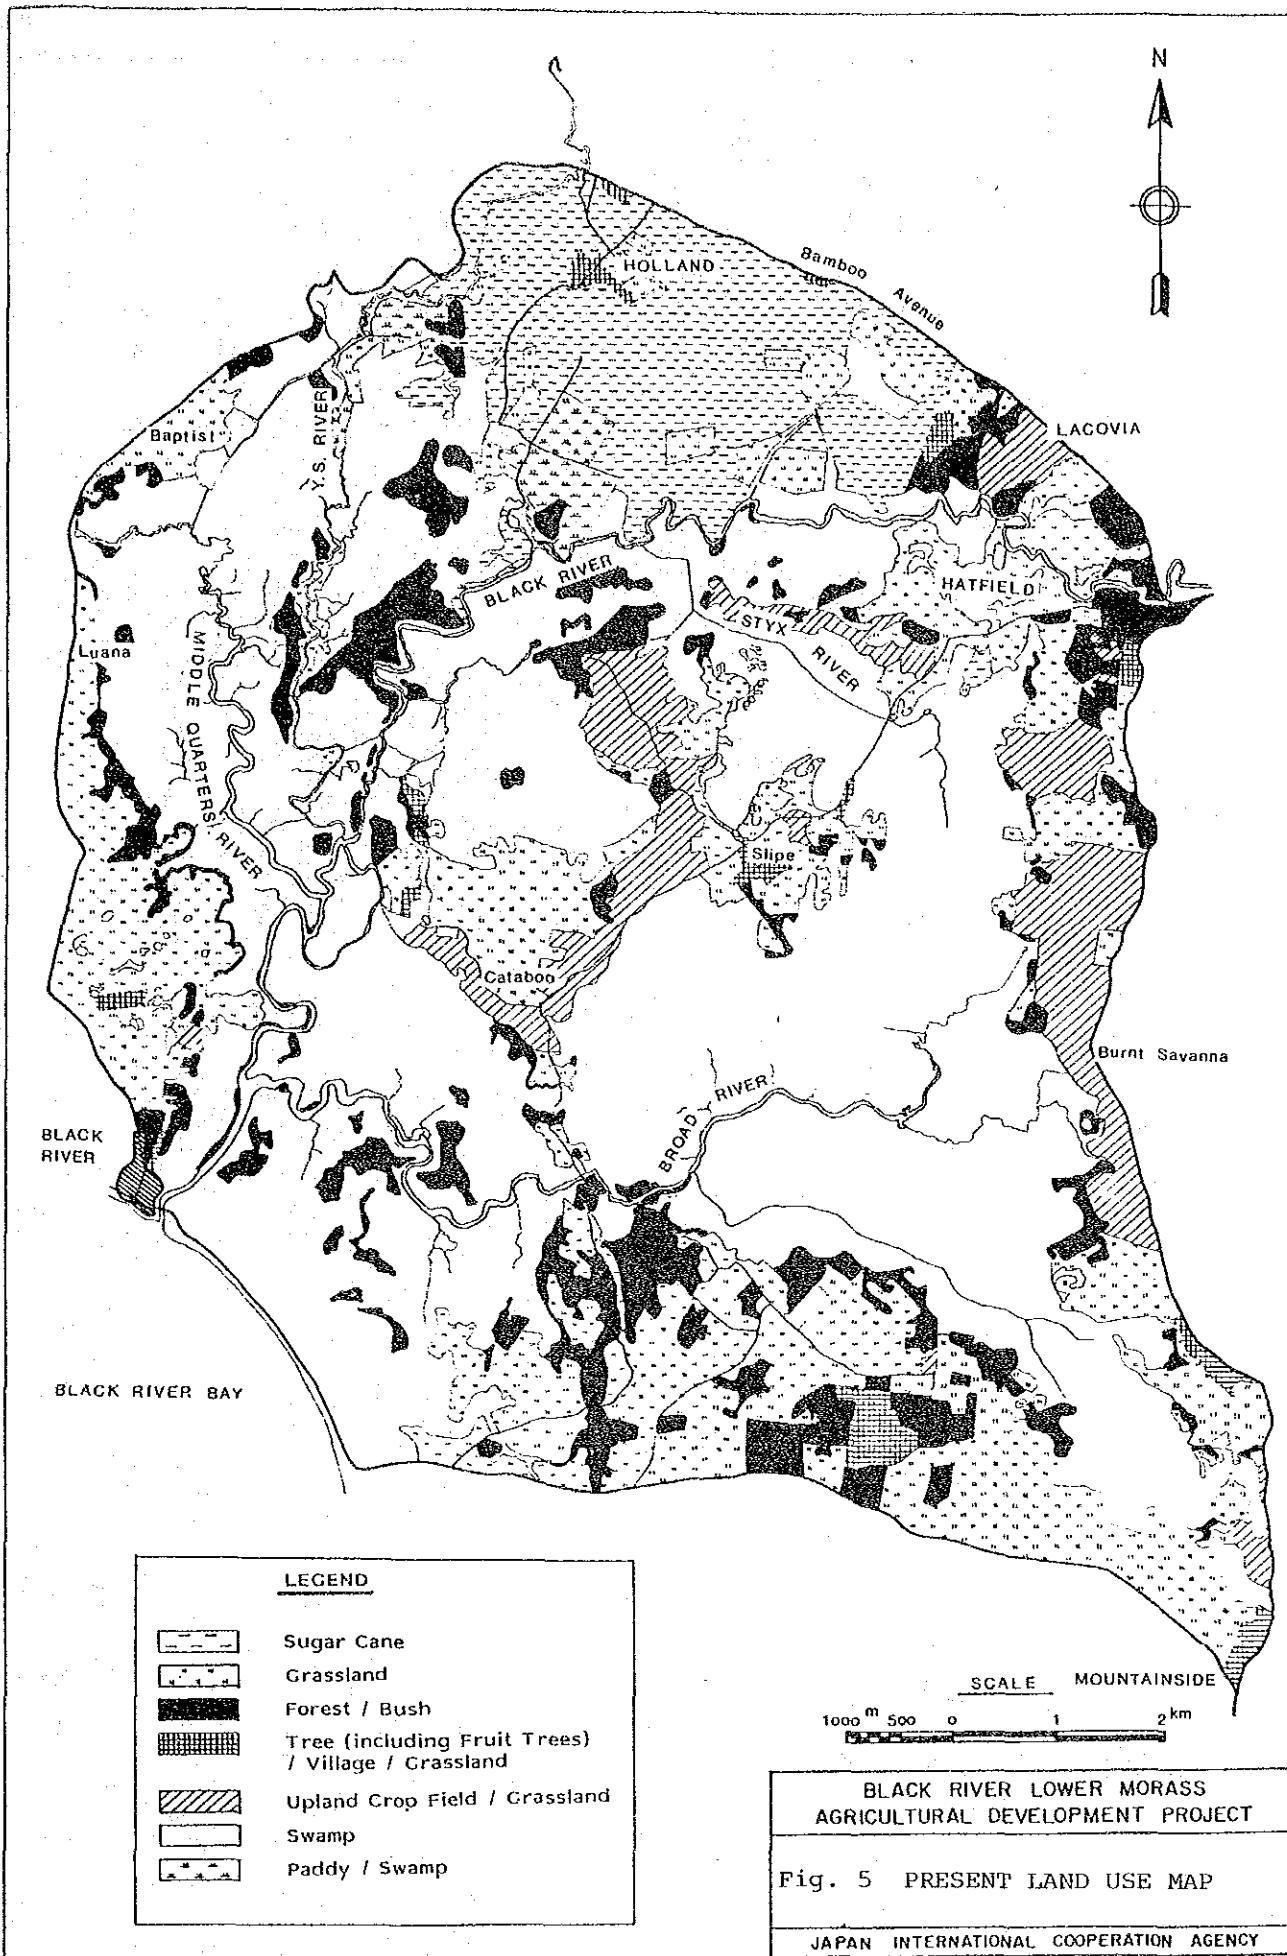 N
HOLLAND
Bamboo
Avenue
LACOVIA
Baptist
Y.S. RIVER
BLACK RIVER
HATFIELD
STYX
RIVER
Luana
MIDDLE QUARTERS RIVER
Slipe
Cataboo
Burnt Savanna
BROAD RIVER
BLACK
RIVER
BLACK RIVER BAY
LEGEND
Sugar Cane
Grassland
Forest / Bush
Tree (including Fruit Trees)
/ Village / Grassland
Upland Crop Field / Grassland
Swamp
Paddy / Swamp
SCALE
MOUNTAINSIDE
1000 m 500 0 1 2 km
BLACK RIVER LOWER MORASS
AGRICULTURAL DEVELOPMENT PROJECT
Fig. 5 PRESENT LAND USE MAP
JAPAN INTERNATIONAL COOPERATION AGENCY